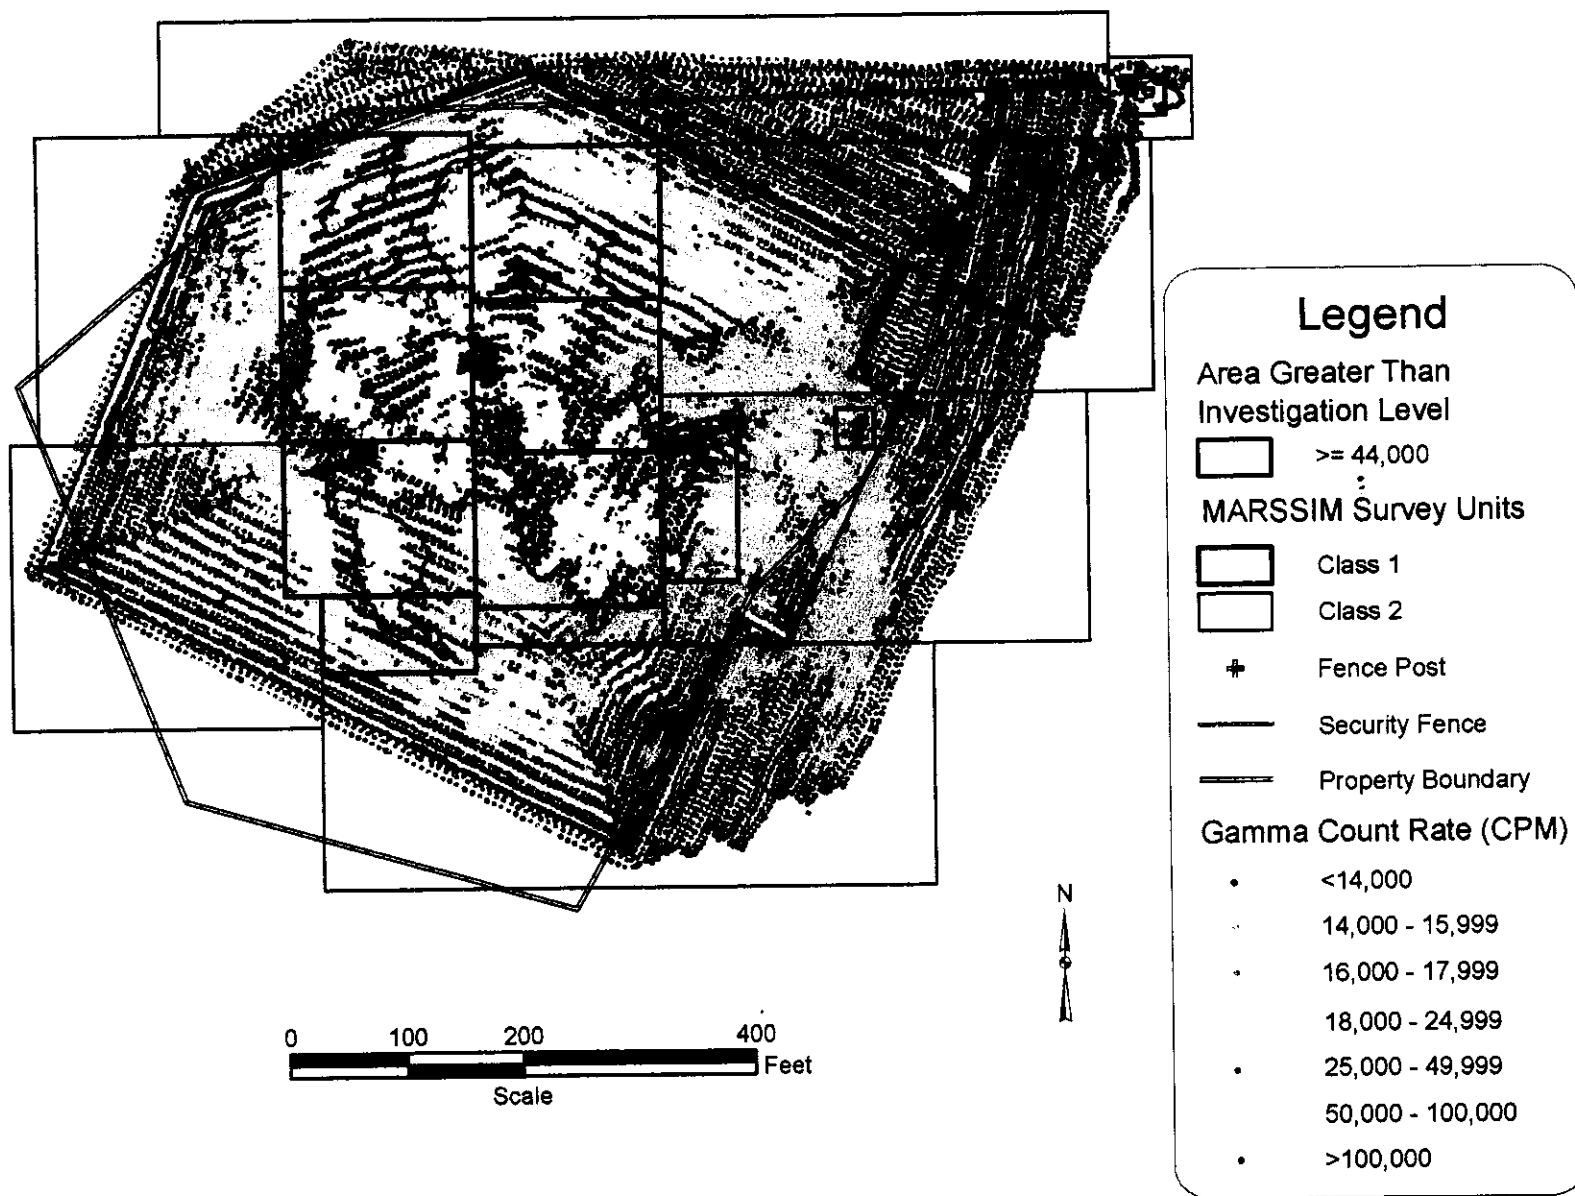 Legend
Area Greater Than
Investigation Level
>= 44,000
MARSSIM Survey Units
Class 1
Class 2
Fence Post
Security Fence
Property Boundary
Gamma Count Rate (CPM)
<14,000
14,000 - 15,999
16,000 - 17,999
18,000 - 24,999
25,000 - 49,999
50,000 - 100,000
>100,000
N
0 100 200 400
Feet
Scale